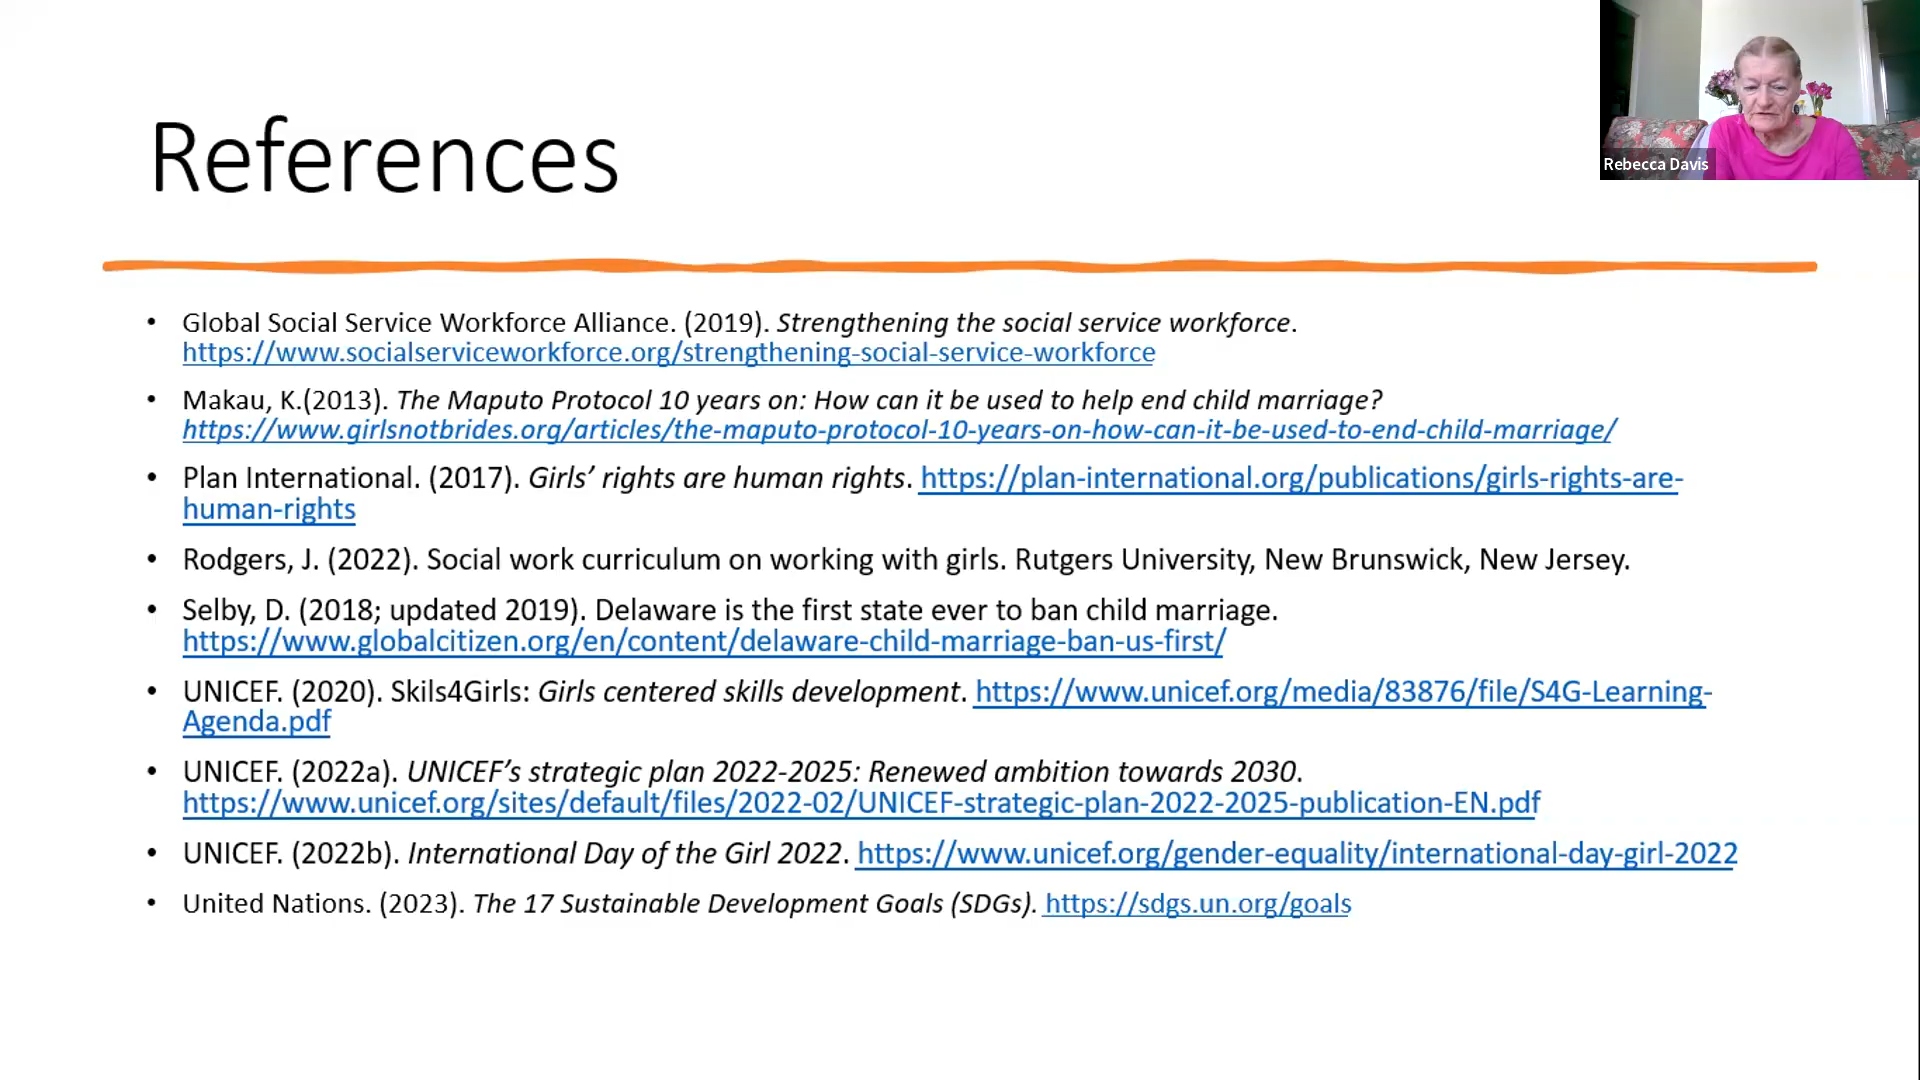 References
Rebecca Davis
• Global Social Service Workforce Alliance. (2019). Strengthening the social service workforce.
https://www.socialserviceworkforce.org/strengthening-social-service-workforce
• Makau, K.(2013). The Maputo Protocol 10 years on: How can it be used to help end child marriage?
https://www.girlsnotbrides.org/articles/the-maputo-protocol-10-years-on-how-can-it-be-used-to-end-child-marriage/
• Plan International. (2017). Girls’ rights are human rights. https://plan-international.org/publications/girls-rights-are-
human-rights
• Rodgers, J. (2022). Social work curriculum on working with girls. Rutgers University, New Brunswick, New Jersey.
• Selby, D. (2018; updated 2019). Delaware is the first state ever to ban child marriage.
https://www.globalcitizen.org/en/content/delaware-child-marriage-ban-us-first/
• UNICEF. (2020). Skils4Girls: Girls centered skills development. https://www.unicef.org/media/83876/file/S4G-Learning-
Agenda.pdf
• UNICEF. (2022a). UNICEF’s strategic plan 2022-2025: Renewed ambition towards 2030.
https://www.unicef.org/sites/default/files/2022-02/UNICEF-strategic-plan-2022-2025-publication-EN.pdf
• UNICEF. (2022b). International Day of the Girl 2022. https://www.unicef.org/gender-equality/international-day-girl-2022
• United Nations. (2023). The 17 Sustainable Development Goals (SDGs). https://sdgs.un.org/goals